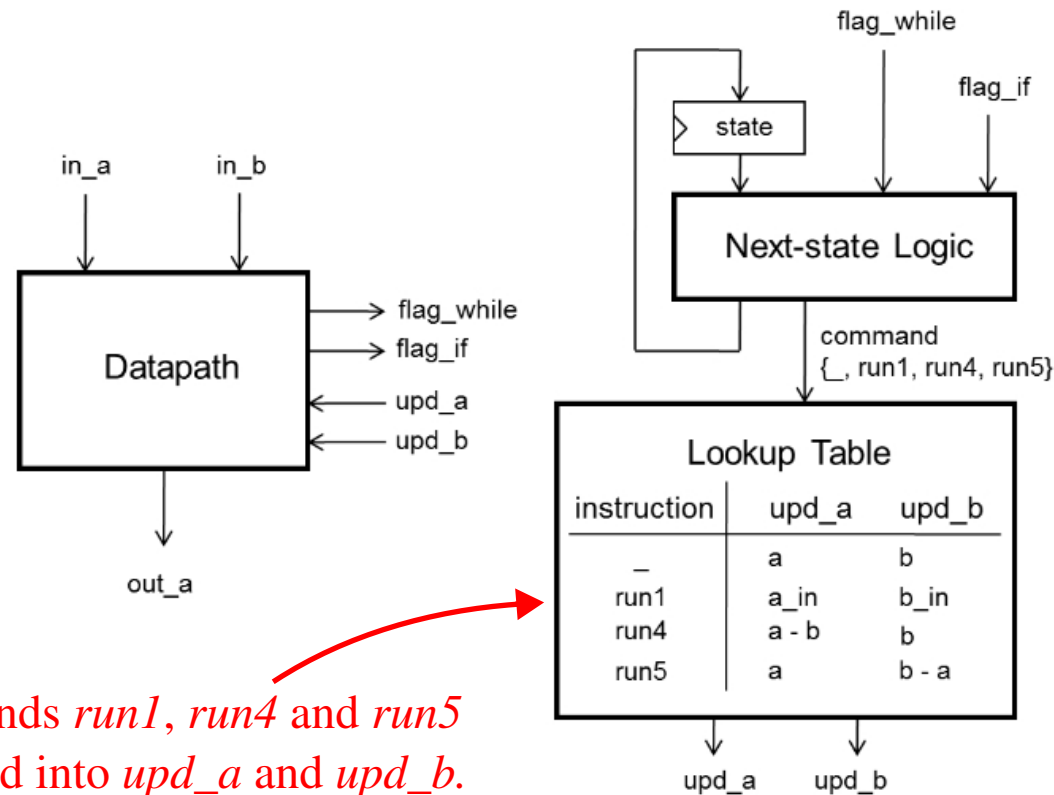 flag_while
flag_if
state
in_a in_b
Next-state Logic
flag_while
flag_if
upd_a
upd_b
Datapath
command
{_, run1, run4, run5}
out_a
Lookup Table
instruction upd_a upd_b
_ a b
run1 a_in b_in
run4 a - b b
run5 a b - a
run1, run4 and run5
into upd_a and upd_b.
upd_a upd_b